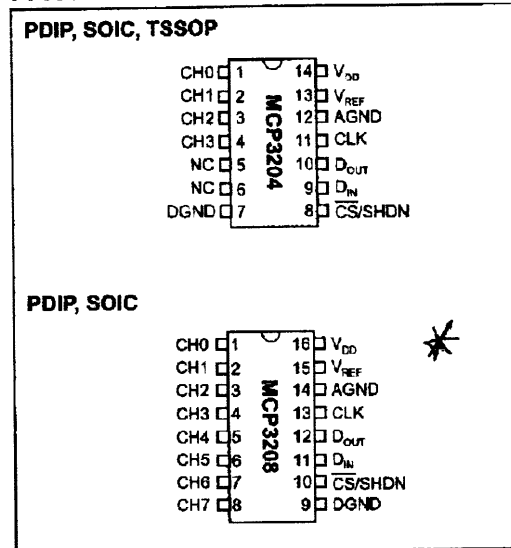 PDIP, SOIC, TSSOP
CH0 1 14 VDD
CH1 2 13 VREF
CH2 3 12 AGND
CH3 4 11 CLK
NC 5 10 DOUT
NC 6 9 DIN
DGND 7 8 CS/SHDN
MCP3204
PDIP, SOIC
CH0 1 16 VDD
CH1 2 15 VREF
CH2 3 14 AGND
CH3 4 13 CLK
CH4 5 12 DOUT
CH5 6 11 DIN
CH6 7 10 CS/SHDN
CH7 8 9 DGND
MCP3208